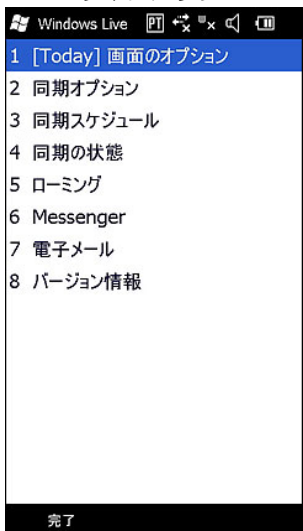 Windows Live PT
1 [Today] 画面のオプション
2 同期オプション
3 同期スケジュール
4 同期の状態
5 ローミング
6 Messenger
7 電子メール
8 バージョン情報
完了